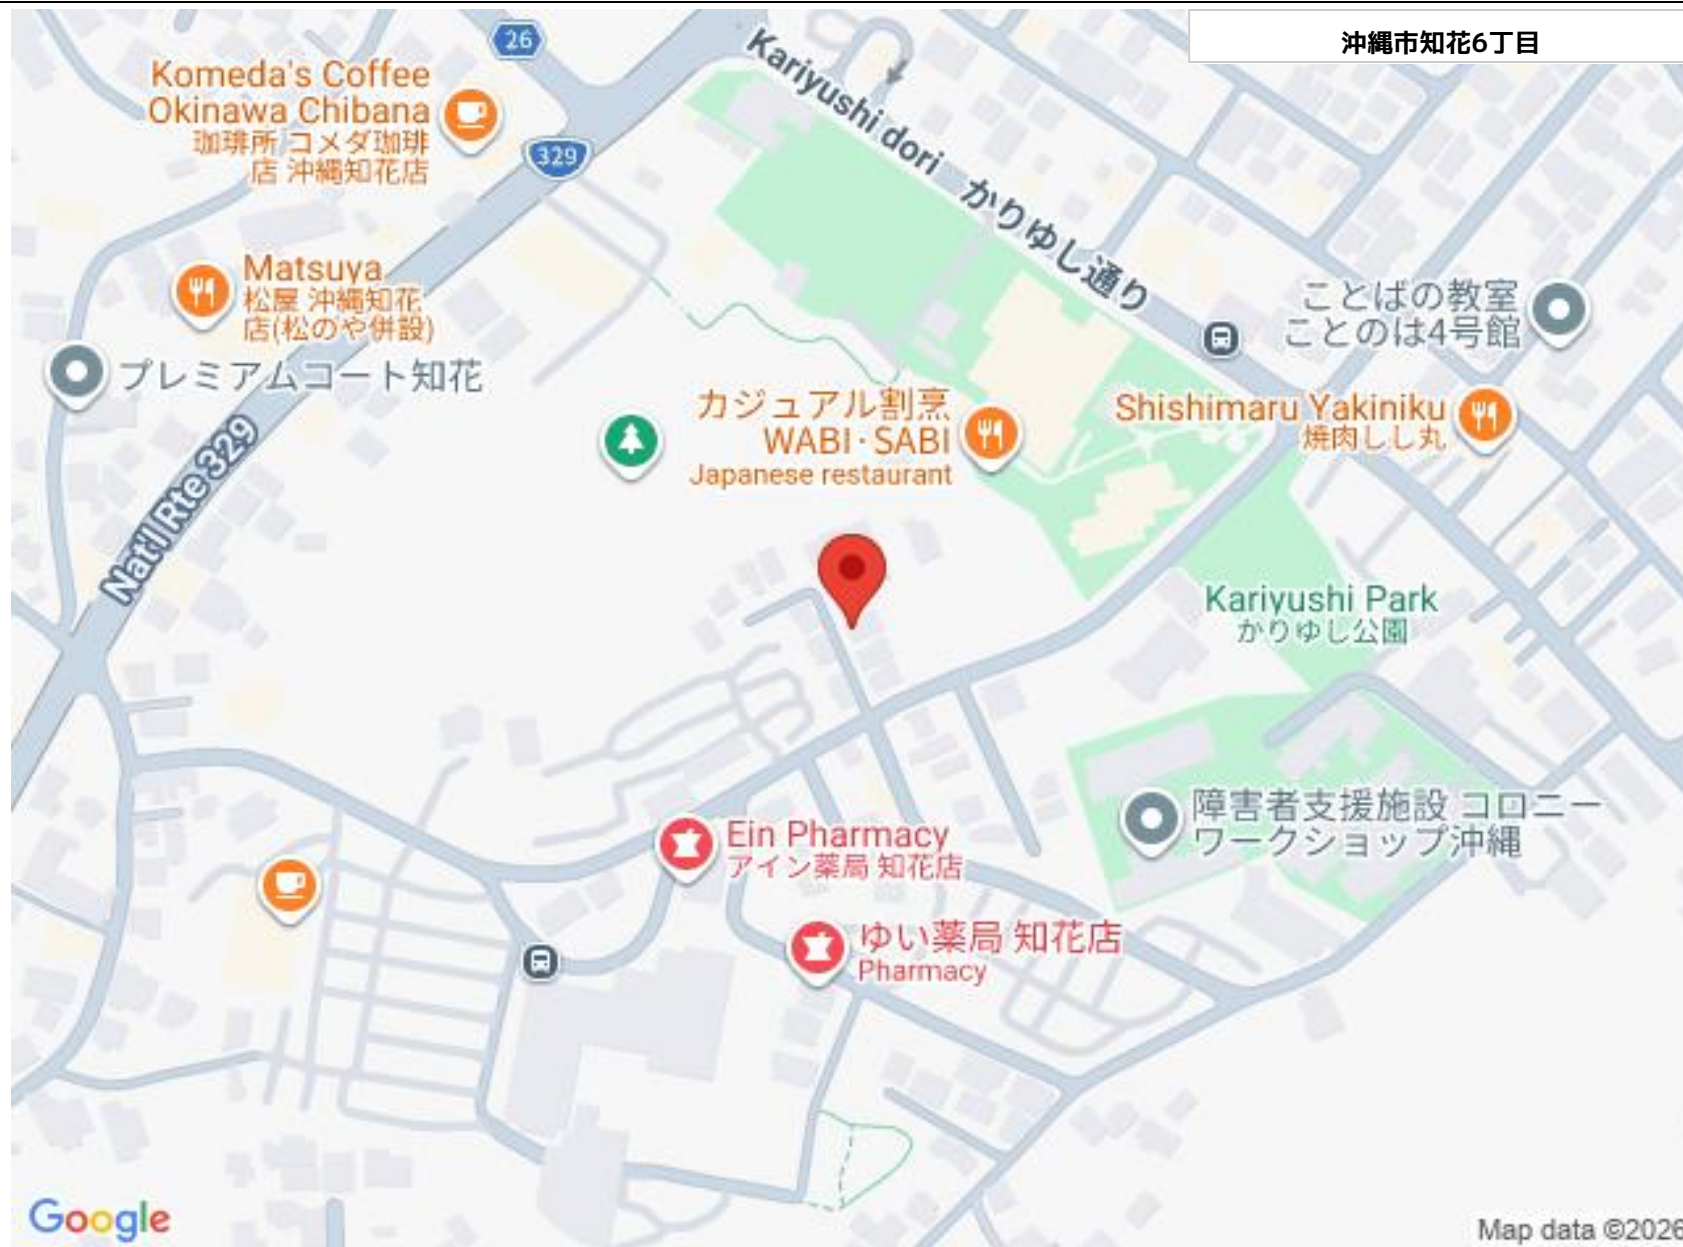 沖縄市知花6丁目
26
Komeda's Coffee
Okinawa Chibana
珈琲所 コメダ珈琲
店 沖縄知花店
329
Kariyushi dori かりゆし通り
Matsuya
松屋 沖縄知花
店(松のや併設)
プレミアムコート知花
ことばの教室
ことのは4号館
カジュアル割烹
WABI・SABI
Japanese restaurant
Shishimaru Yakiniku
焼肉しし丸
Nat'l Rte 329
Kariyushi Park
かりゆし公園
障害者支援施設 コロニー
ワークショップ沖縄
Ein Pharmacy
アイン薬局 知花店
ゆい薬局 知花店
Pharmacy
Google
Map data ©2026